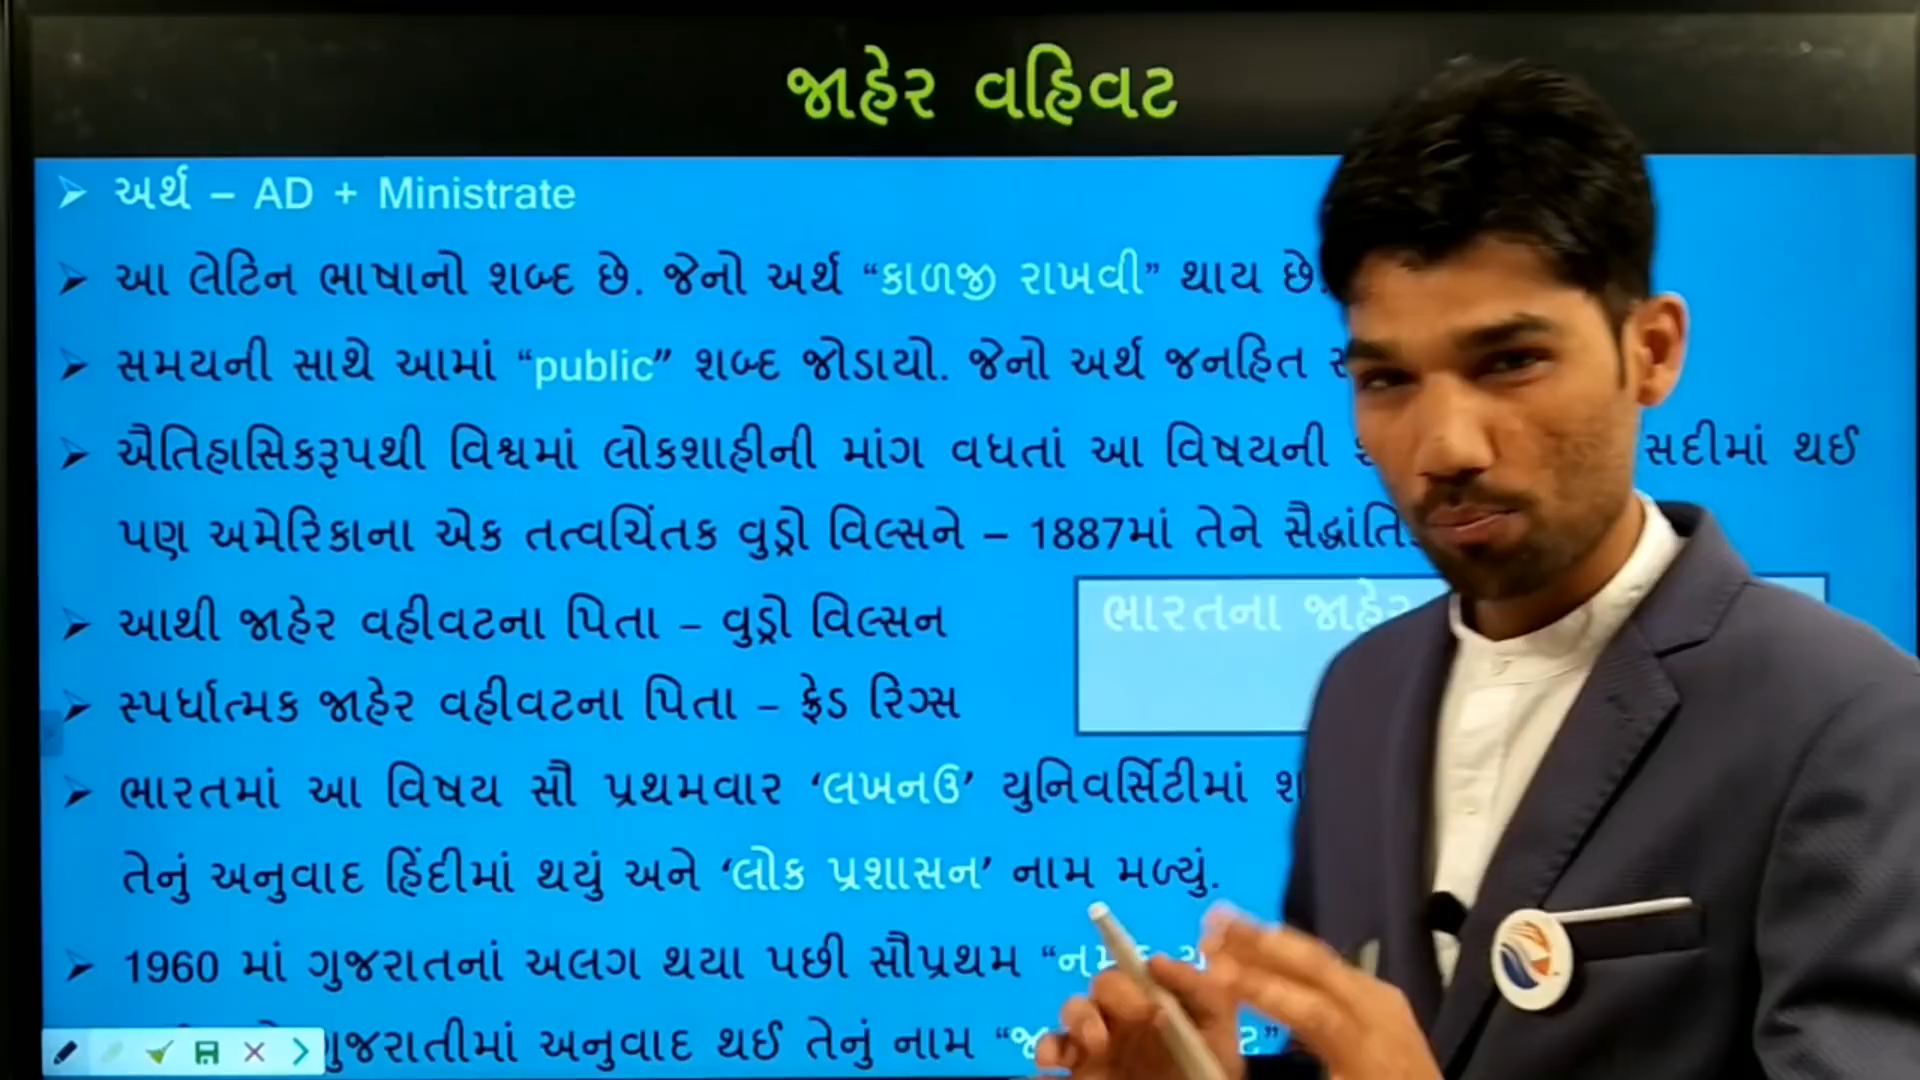 જાહેર વહિવટ
અર્થ – AD + Ministrate
આ લેટિન ભાષાનો શબ્દ છે. જેનો અર્થ “કાળજી રાખવી” થાય છે.
સમયની સાથે આમાં “public” શબ્દ જોડાયો. જેનો અર્થ જનહિત
ઐતિહાસિકરૂપથી વિશ્વમાં લોકશાહીની માંગ વધતાં આ વિષયની સદીમાં થઈ
પણ અમેરિકાના એક તત્વચિંતક વુડ્રો વિલ્સને – 1887માં તેને
આથી જાહેર વહીવટના પિતા – વુડ્રો વિલ્સન
ભારતના જાહેર
સ્પર્ધાત્મક જાહેર વહીવટના પિતા – ફ્રેડ રિગ્સ
ભારતમાં આ વિષય સૌ પ્રથમવાર ‘લખનઉ’ યુનિવર્સિટીમાં
તેનું અનુવાદ હિંદીમાં થયું અને ‘લોક પ્રશાસન’ નામ મળ્યું.
1960 માં ગુજરાતનાં અલગ થયા પછી સૌપ્રથમ
ગુજરાતીમાં અનુવાદ થઈ તેનું નામ